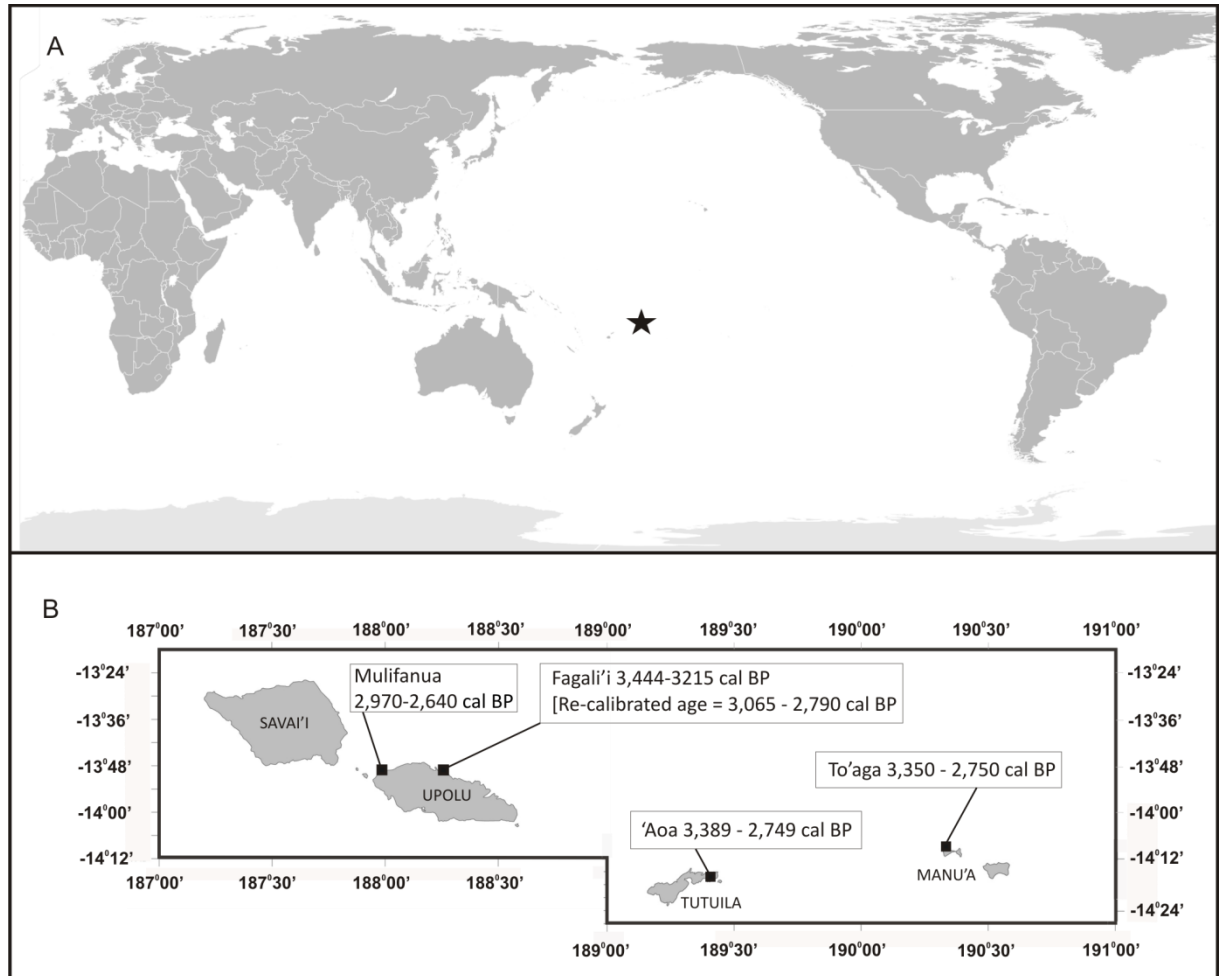 A
B
187°00’ 187°30’ 188°00’ 188°30’ 189°00’ 189°30’ 190°00’ 190°30’ 191°00’
-13°24’
-13°36’
-13°48’
-14°00’
-14°12’
Mulifanua
2,970-2,640 cal BP
Fagali’i 3,444-3215 cal BP
[Re-calibrated age = 3,065 - 2,790 cal BP
SAVAI’I
UPOLU
To’aga 3,350 - 2,750 cal BP
‘Aoa 3,389 - 2,749 cal BP
MANU’A
TUTUILA
-13°24’
-13°36’
-13°48’
-14°00’
-14°12’
-14°24’
187°00’ 187°30’ 188°00’ 188°30’
189°00’ 189°30’ 190°00’ 190°30’ 191°00’